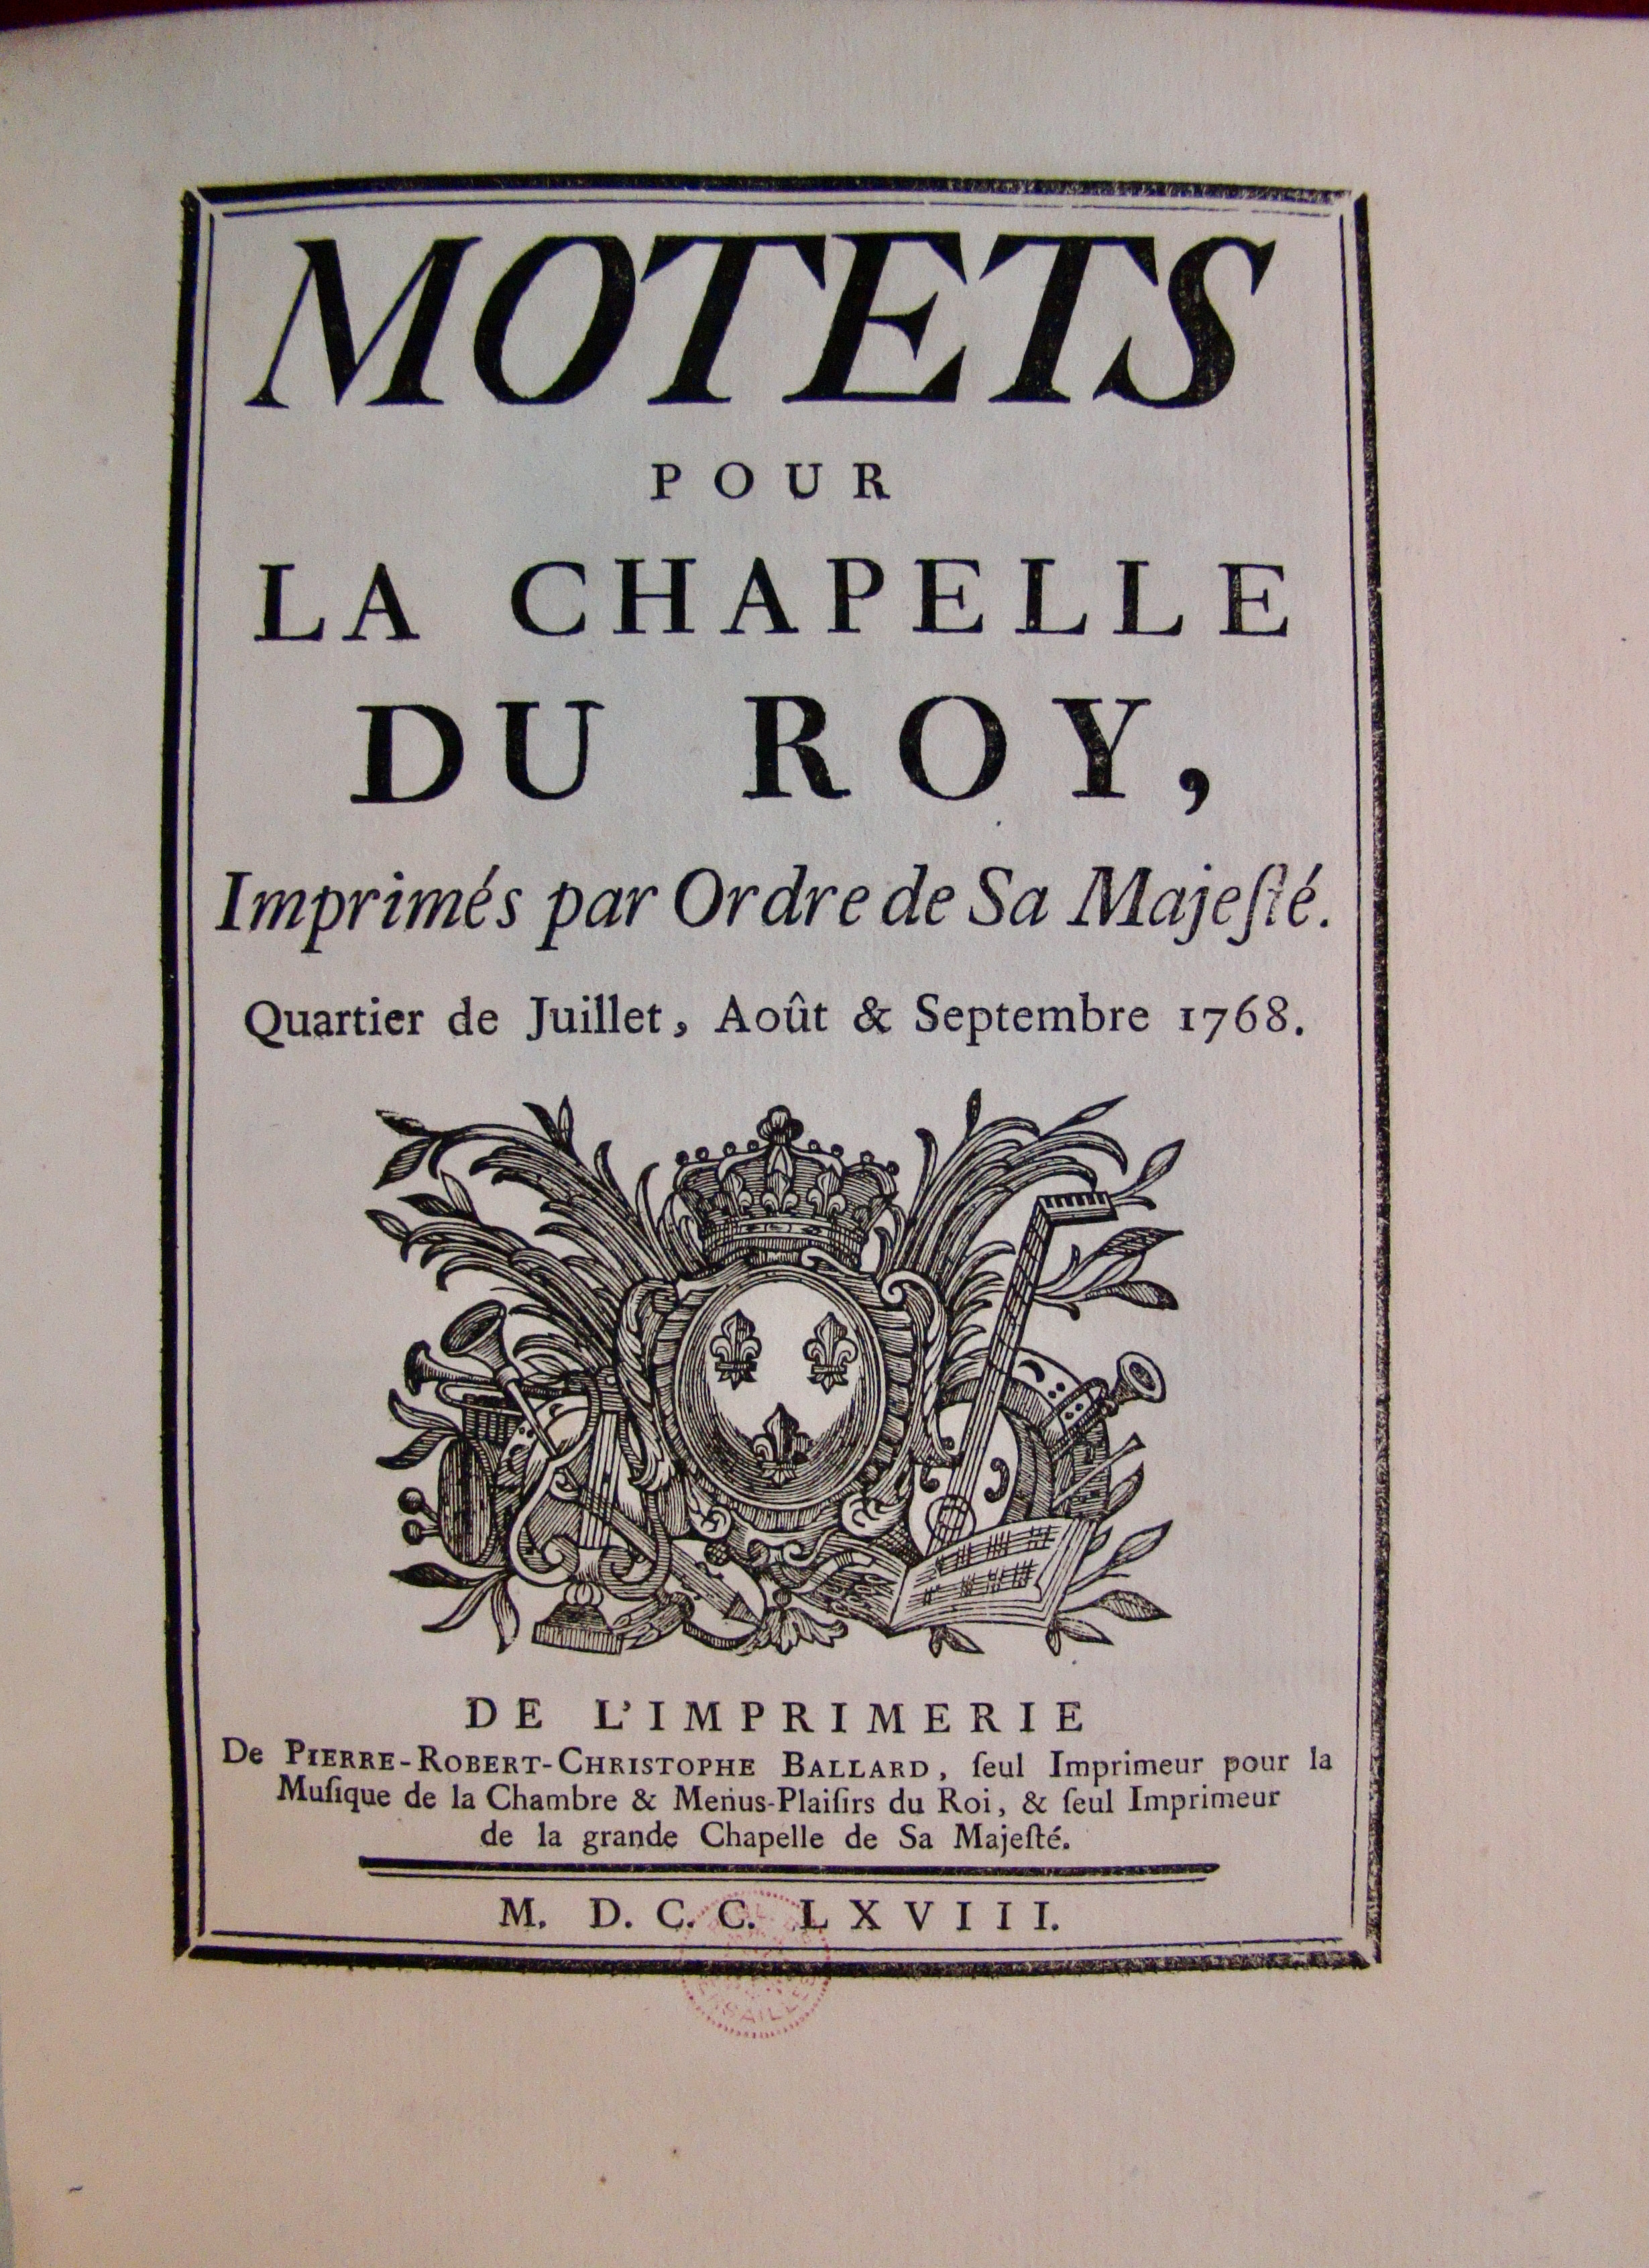 MOTETS
POUR
LA CHAPELLE
DU ROY,
Imprimés par Ordre de Sa Majeſté.
Quartier de Juillet, Août & Septembre 1768.
DE L'IMPRIMERIE
De PIERRE-ROBERT-CHRISTOPHE BALLARD, ſeul Imprimeur pour la
Muſique de la Chambre & Menus-Plaiſirs du Roi, & ſeul Imprimeur
de la grande Chapelle de Sa Majeſté.
M. D. C. C. L X V I I I.